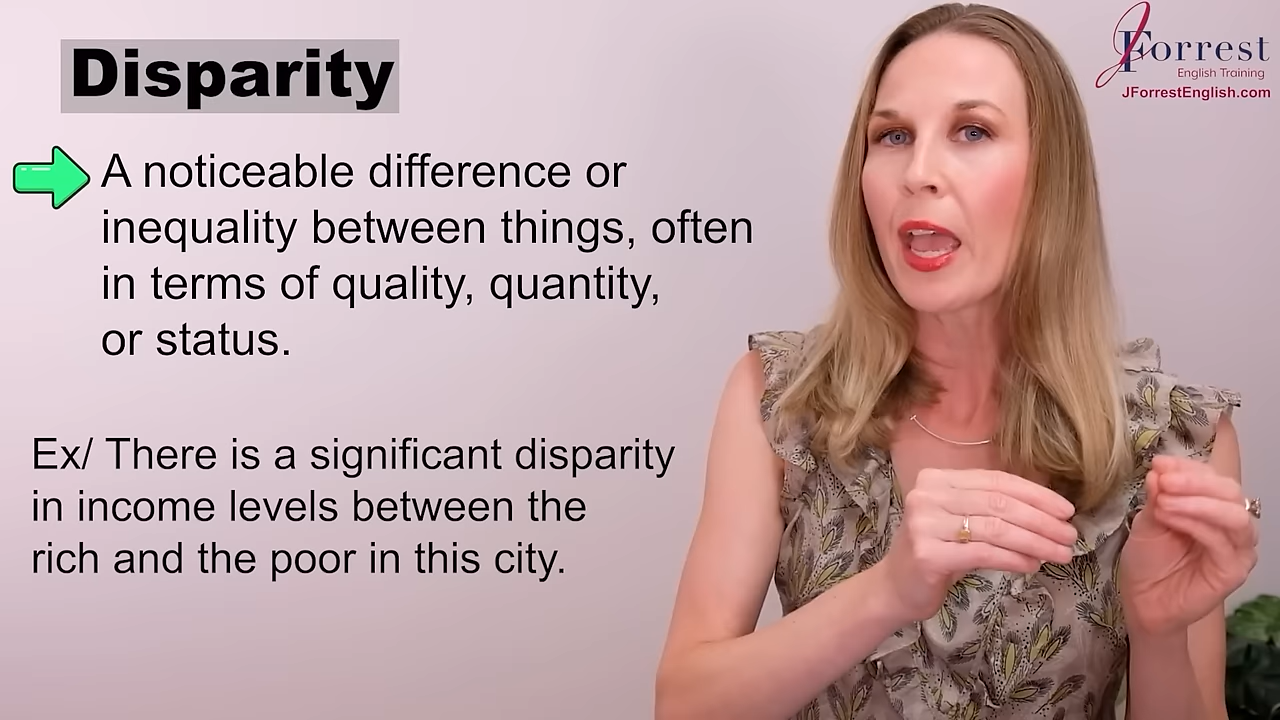 Disparity
A noticeable difference or
inequality between things, often
in terms of quality, quantity,
or status.
Ex/ There is a significant disparity
in income levels between the
rich and the poor in this city.
JForrest
English Training
JForrestEnglish.com